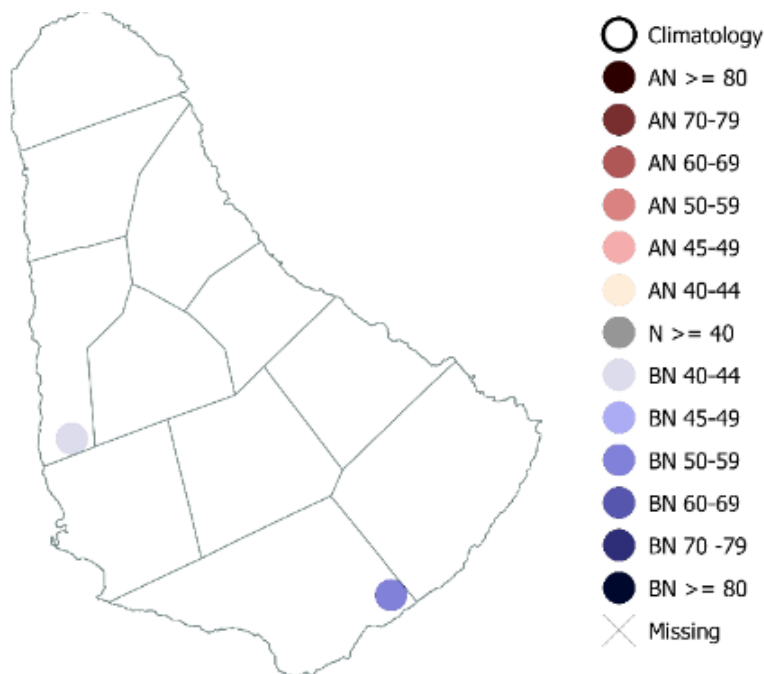 Climatology
AN >= 80
AN 70-79
AN 60-69
AN 50-59
AN 45-49
AN 40-44
N >= 40
BN 40-44
BN 45-49
BN 50-59
BN 60-69
BN 70 -79
BN >= 80
Missing